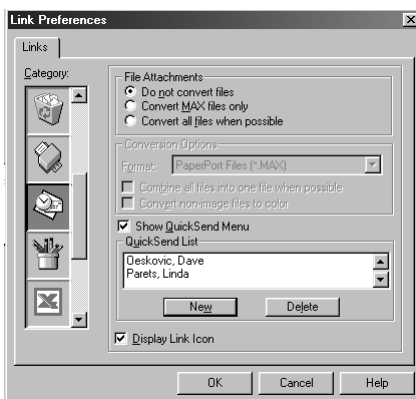 Link Preferences
Links
Category:
File Attachments
Do not convert files
Convert MAX files only
Convert all files when possible
Conversion Options
Format: PaperPort Files (*.MAX)
Combine all files into one file when possible
Convert non-image files to color
Show QuickSend Menu
QuickSend List
Oeskovic, Dave
Parets, Linda
New Delete
Display Link Icon
OK Cancel Help